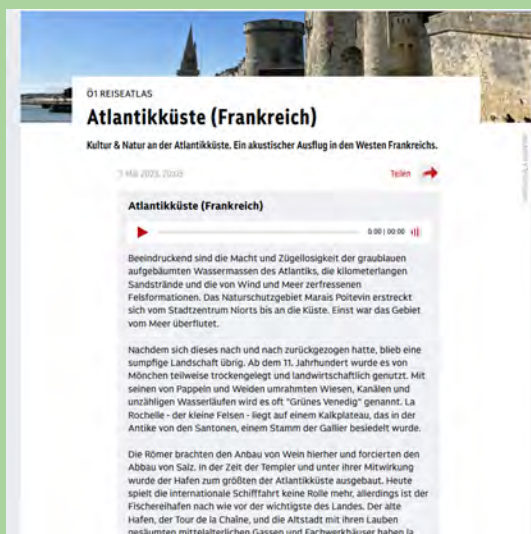 Ö1 REISEATLAS
Atlantikküste (Frankreich)
Kultur & Natur an der Atlantikküste. Ein akustischer Ausflug in den Westen Frankreichs.
Mai 2023,
Teilen
Atlantikküste (Frankreich)
0:00 | 00:00
Beeindruckend sind die Macht und Zügellosigkeit der graublauen
aufgebäumten Wassermassen des Atlantiks, die kilometerlangen
Sandstrände und die von Wind und Meer zerfressenen
Felsformationen. Das Naturschutzgebiet Marais Poitevin erstreckt
sich vom Stadtzentrum Niorts bis an die Küste. Einst war das Gebiet
vom Meer überflutet.
Nachdem sich dieses nach und nach zurückgezogen hatte, blieb eine
sumpfige Landschaft übrig. Ab dem 11. Jahrhundert wurde es von
Mönchen teilweise trockengelegt und landwirtschaftlich genutzt. Mit
seinen von Pappeln und Weiden umrahmten Wiesen, Kanälen und
unzähligen Wasserläufen wird es oft "Grünes Venedig" genannt. La
Rochelle - der kleine Felsen - liegt auf einem Kalkplateau, das in der
Antike von den Santonen, einem Stamm der Gallier besiedelt wurde.
Die Römer brachten den Anbau von Wein hierher und forcierten den
Abbau von Salz. In der Zeit der Templer und unter ihrer Mitwirkung
wurde der Hafen zum größten der Atlantikküste ausgebaut. Heute
spielt die internationale Schifffahrt keine Rolle mehr, allerdings ist der
Fischereihafen nach wie vor der wichtigste des Landes. Der alte
Hafen, der Tour de la Chaîne, und die Altstadt mit ihren Lauben
gesäumten mittelalterlichen Gassen und Fachwerkhäuser haben la